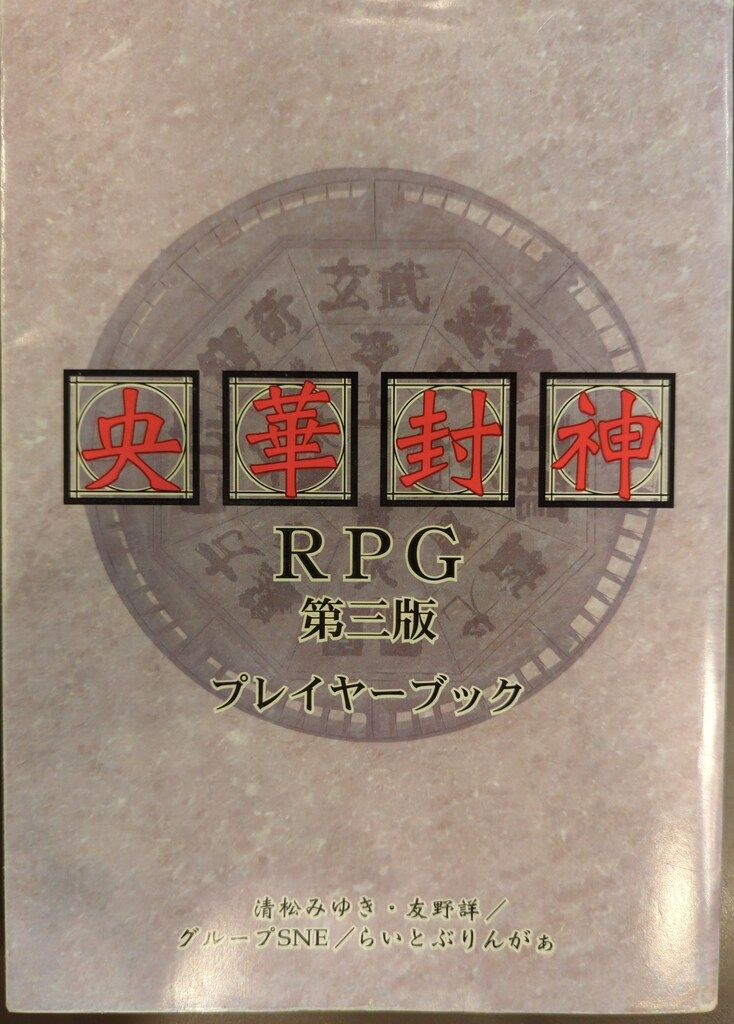 玄武
央華封神
RPG
第三版
プレイヤーブック
清松みゆき・友野詳／
グループSNE／らいとぶりんがぁ